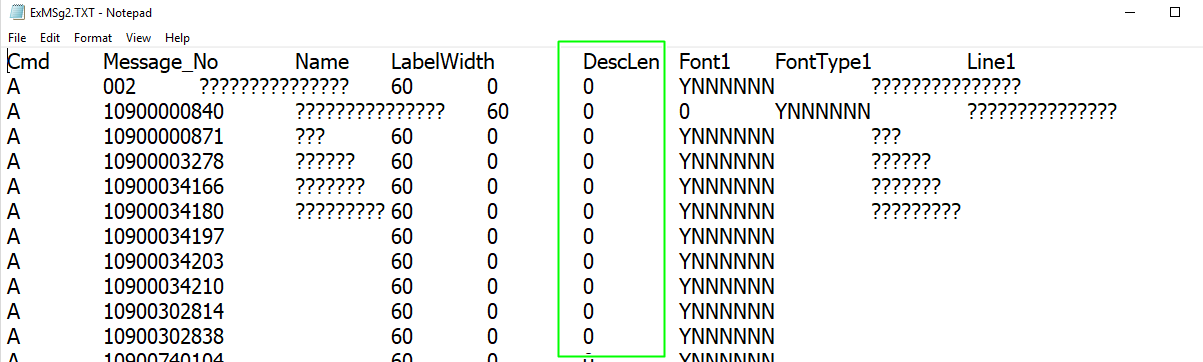 ExMSg2.TXT - Notepad
File Edit Format View Help
Cmd Message_No Name LabelWidth DescLen Font1 FontType1 Line1
A 002 ??????????????? 60 0 0 YNNNNNN ???????????????
A 10900000840 ??????????????? 60 0 0 YNNNNNN ???????????????
A 10900000871 ??? 60 0 0 YNNNNNN ???
A 10900003278 ?????? 60 0 0 YNNNNNN ??????
A 10900034166 ??????? 60 0 0 YNNNNNN ???????
A 10900034180 ????????? 60 0 0 YNNNNNN ?????????
A 10900034197 60 0 0 YNNNNNN
A 10900034203 60 0 0 YNNNNNN
A 10900034210 60 0 0 YNNNNNN
A 10900302814 60 0 0 YNNNNNN
A 10900302838 60 0 0 YNNNNNN
A 10900740104 60 0 0 YNNNNNN